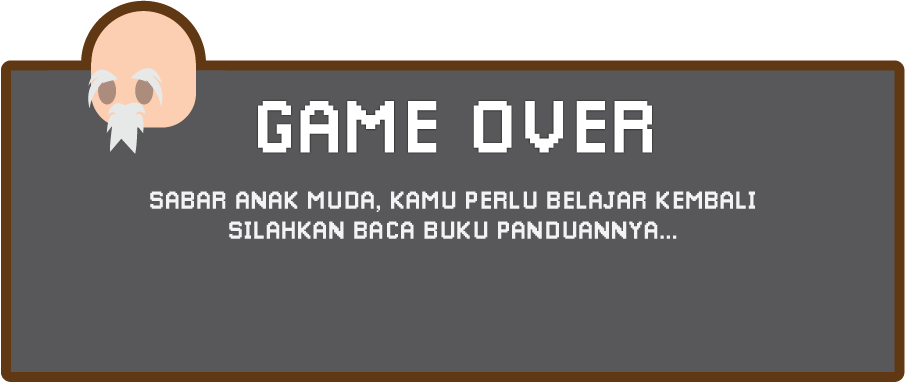 GAME OVER
SABAR ANAK MUDA, KAMU PERLU BELAJAR KEMBALI
SILAHKAN BACA BUKU PANDUANNYA...